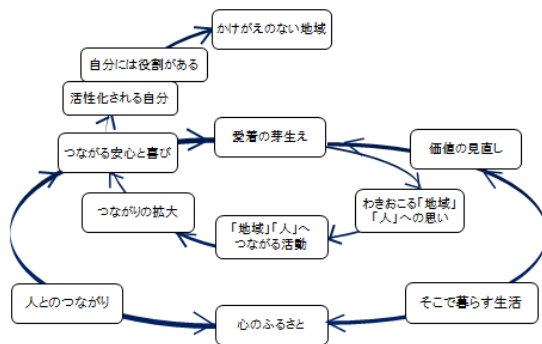 かけがえのない地域
自分には役割がある
活性化される自分
つながる安心と喜び
愛着の芽生え
価値の見直し
つながりの拡大
わきおこる「地域」
「人」への思い
「地域」「人」へ
つながる活動
人とのつながり
心のふるさと
そこで暮らす生活